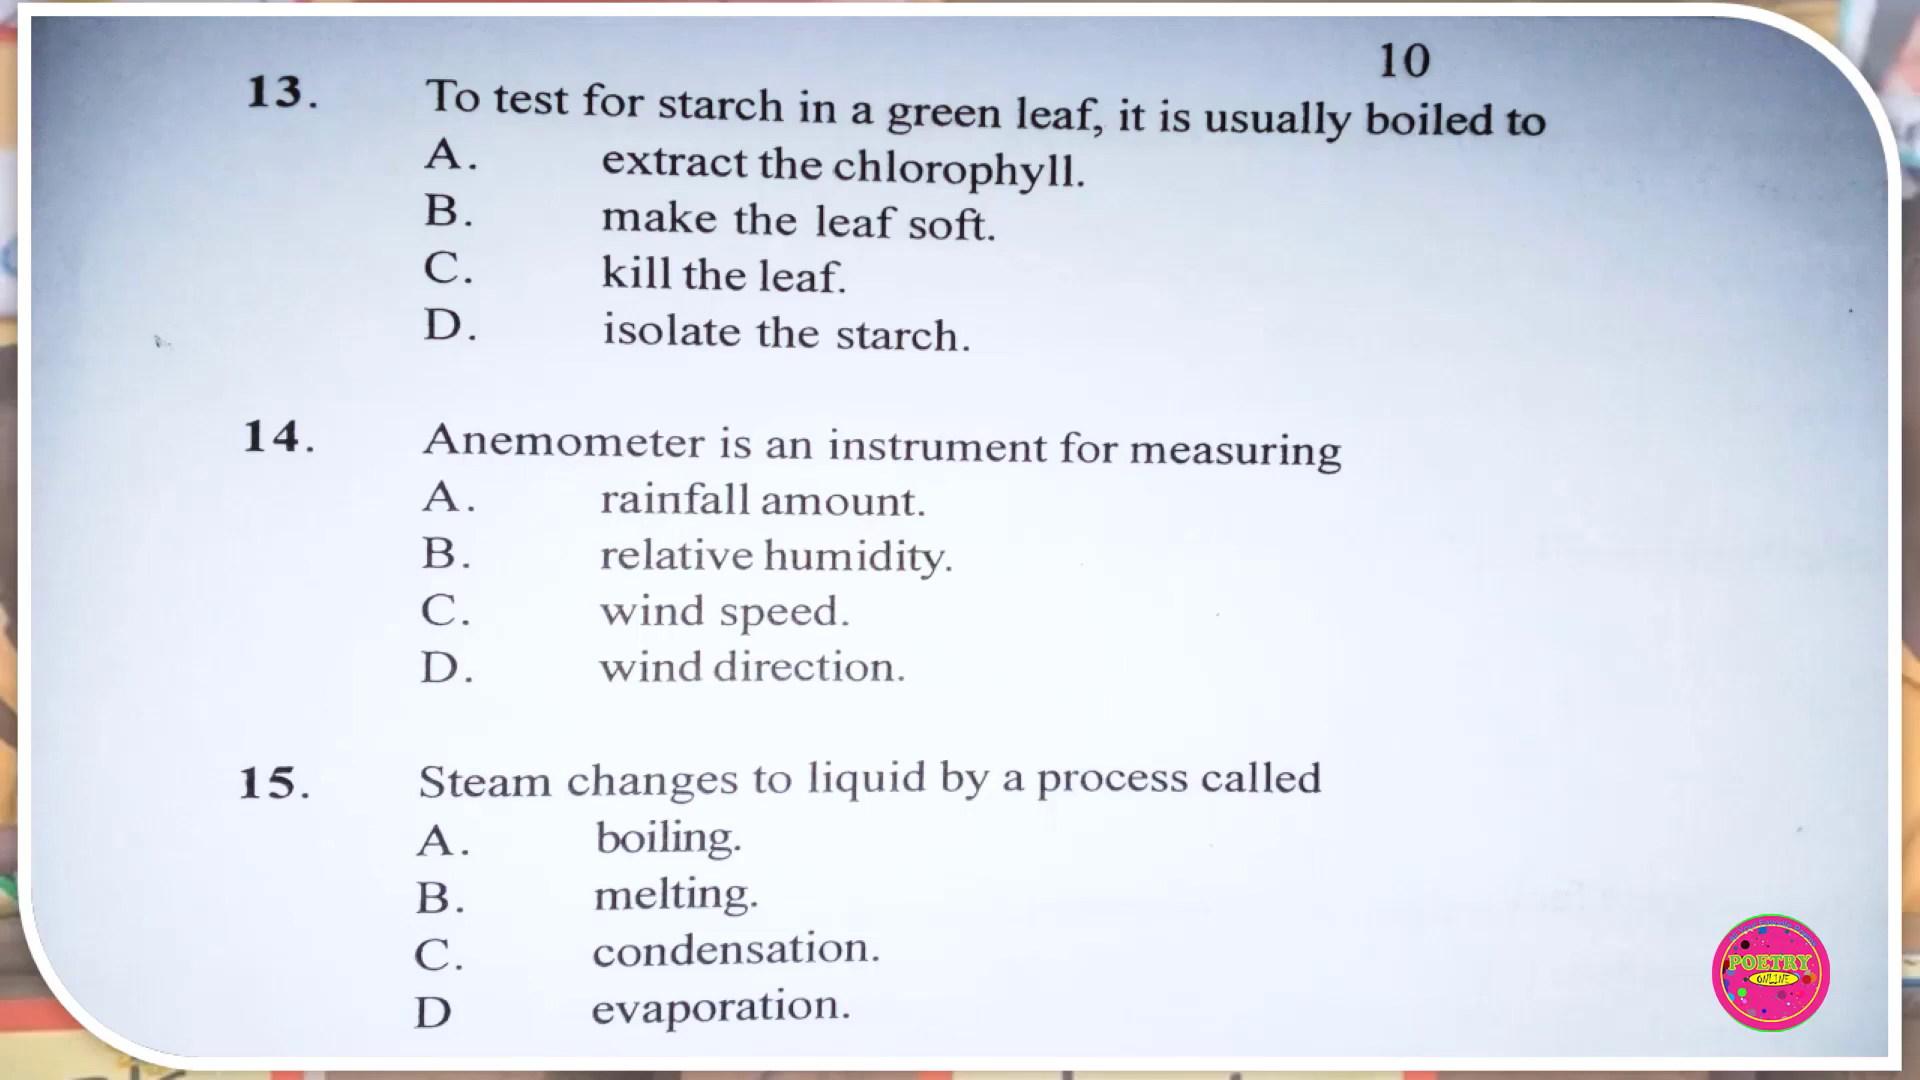 10
13. To test for starch in a green leaf, it is usually boiled to
A. extract the chlorophyll.
B. make the leaf soft.
C. kill the leaf.
D. isolate the starch.
14. Anemometer is an instrument for measuring
A. rainfall amount.
B. relative humidity.
C. wind speed.
D. wind direction.
15. Steam changes to liquid by a process called
A. boiling.
B. melting.
C. condensation.
D evaporation.
POETRY
ONLINE